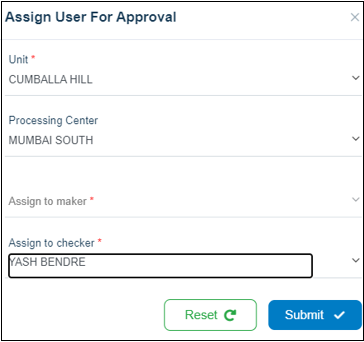 Assign User For Approval
Unit *
CUMBALLA HILL
Processing Center
MUMBAI SOUTH
Assign to maker *
Assign to checker *
YASH BENDRE
Reset
Submit